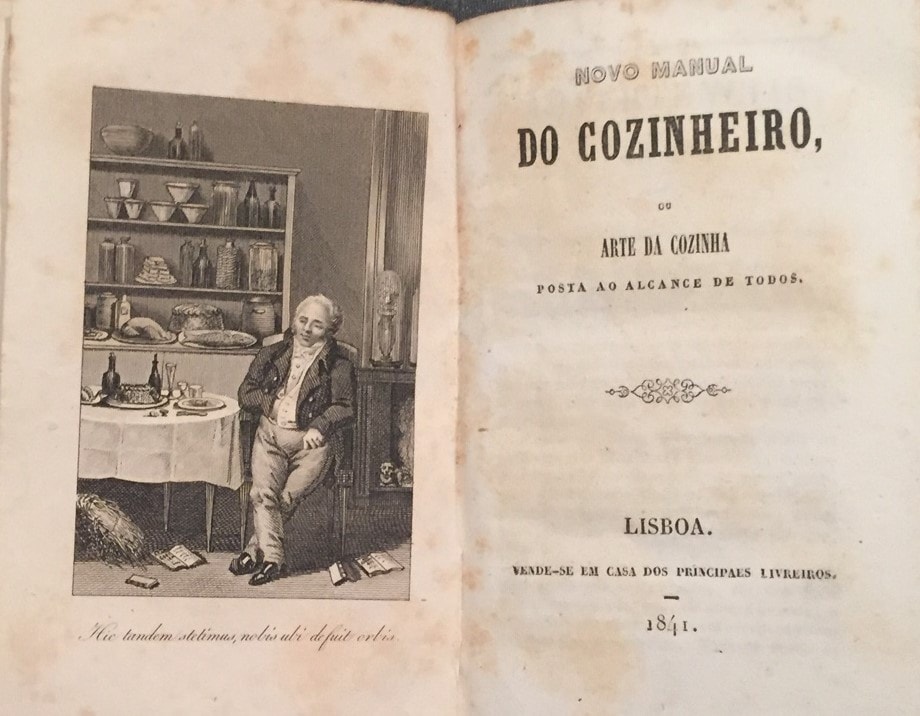 Hic tandem stetimus, nobis ubi defuit orbis
NOVO MANUAL
DO COZINHEIRO,
OU
ARTE DA COZINHA
POSTA AO ALCANCE DE TODOS.
LISBOA.
VENDE-SE EM CASA DOS PRINCIPAES LIVREIROS.
1841.